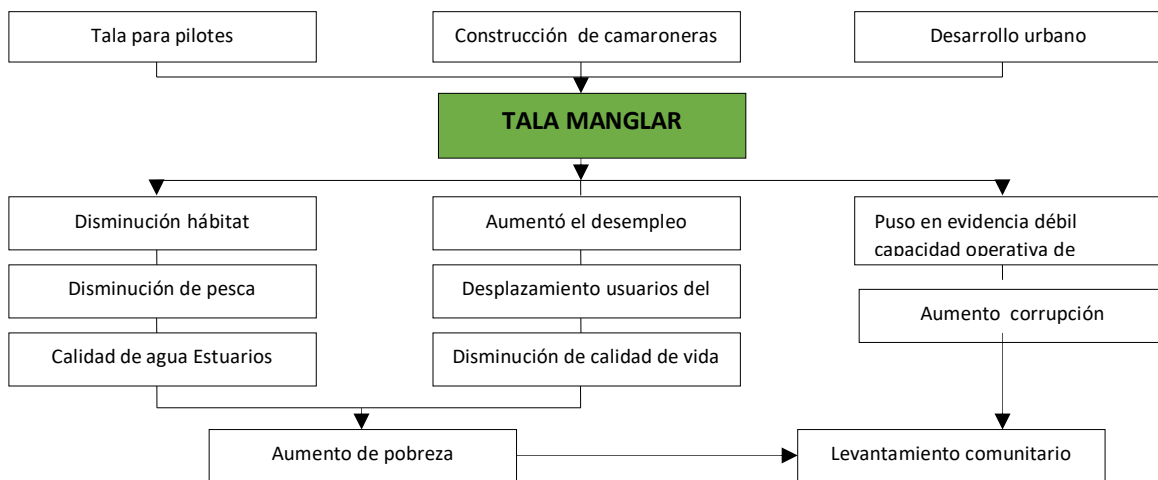 Tala para pilotes
Construcción de camaroneras
Desarrollo urbano
TALA MANGLAR
Disminución hábitat
Aumentó el desempleo
Puso en evidencia débil
capacidad operativa de
Disminución de pesca
Desplazamiento usuarios del
Aumento corrupción
Calidad de agua Estuarios
Disminución de calidad de vida
Aumento de pobreza
Levantamiento comunitario